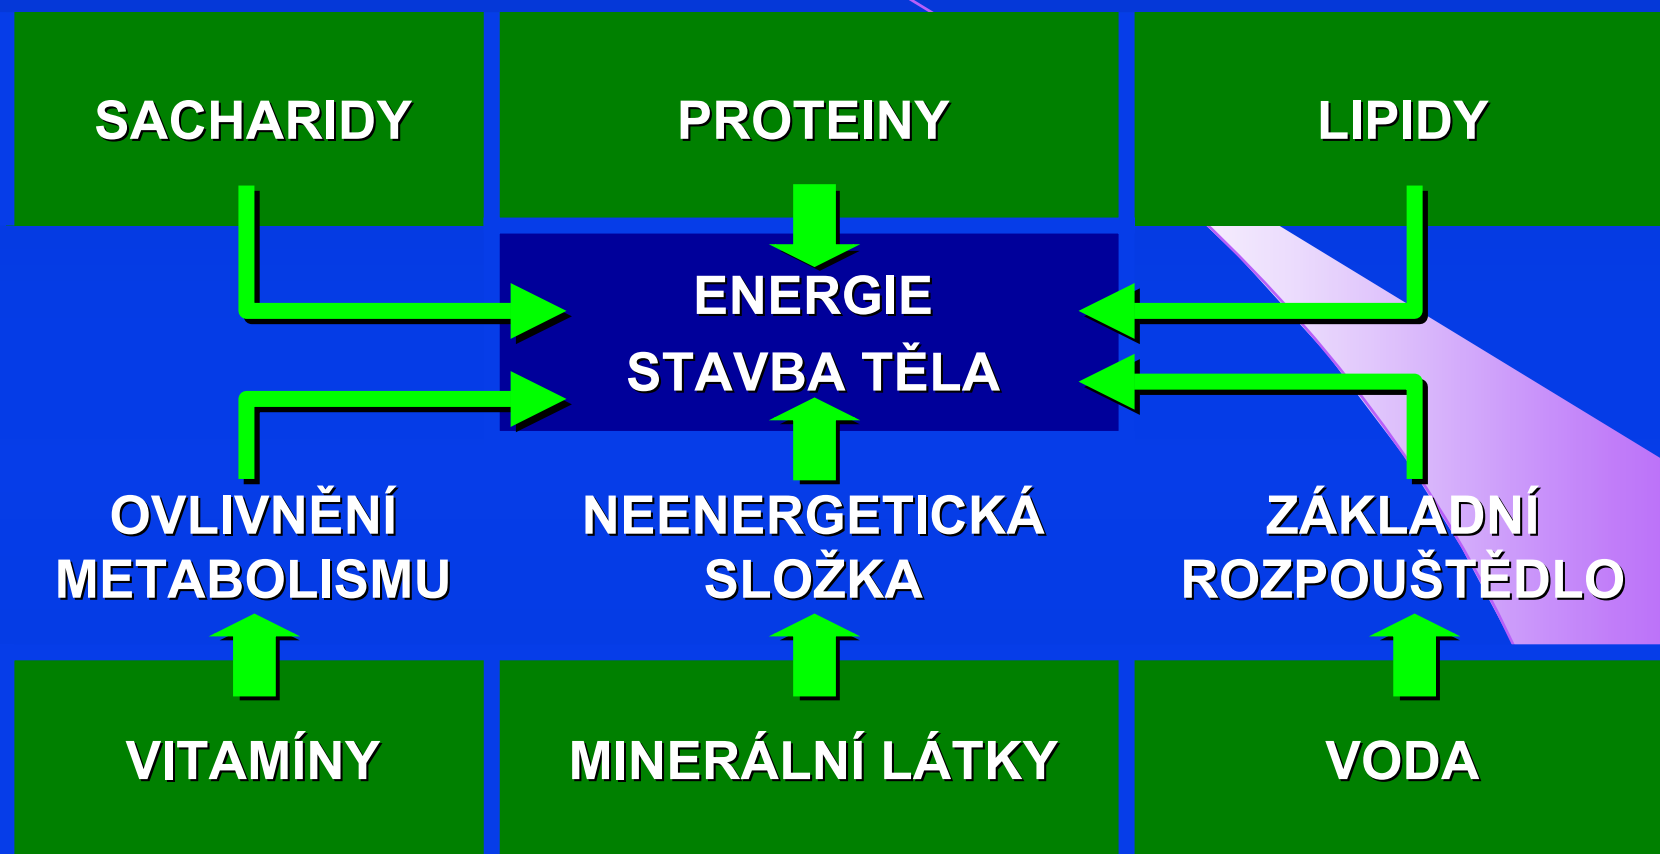 SACHARIDY
PROTEINY
LIPIDY
ENERGIE
STAVBA TĚLA
OVLIVNĚNÍ
METABOLISMU
NEENERGETICKÁ
SLOŽKA
ZÁKLADNÍ
ROZPOUŠTĚDLO
VITAMÍNY
MINERÁLNÍ LÁTKY
VODA